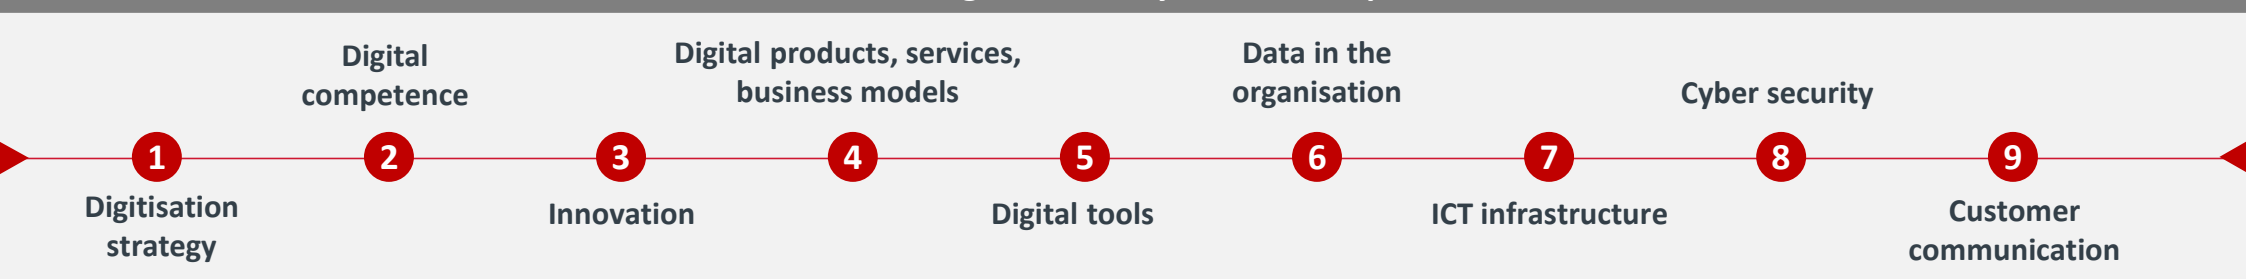 Digital
competence
Digital products, services,
business models
Data in the
organisation
Cyber security
1
2
3
4
5
6
7
8
9
Digitisation
strategy
Innovation
Digital tools
ICT infrastructure
Customer
communication